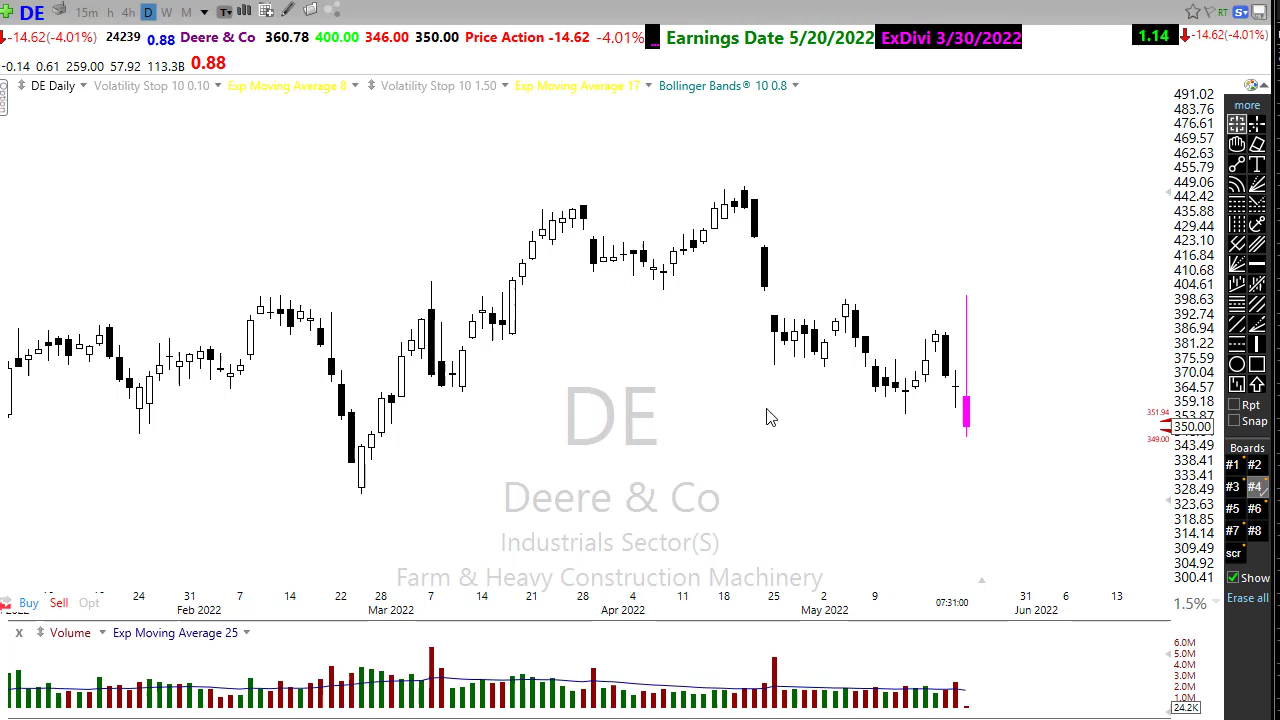 DE 15m h 4h D W M T RT S
-14.62(-4.01%) 24239 0.88 Deere & Co 360.78 400.00 346.00 350.00 Price Action -14.62 -4.01% ... Earnings Date 5/20/2022 ExDivi 3/30/2022 1.14 -14.62(-4.01%)
-0.14 0.61 259.00 57.92 113.3B 0.88
DE Daily Volatility Stop 10 0.10 Exp Moving Average 8 Volatility Stop 10 1.50 Exp Moving Average 17 Bollinger Bands® 10 0.8
Option
491.02
483.76
476.61
469.57
462.63
455.79
449.06
442.42
435.88
429.44
423.10
416.84
410.68
404.61
398.63
392.74
386.94
381.22
375.59
370.04
364.57
359.18
353.87
351.94
350.00
349.00
343.45
338.41
333.41
328.49
323.63
318.85
314.14
309.49
304.92
300.41
more
T
Rpt
Snap
Boards
#1 #2
#3 #4
#5 #6
#7 #8
scr
Show
Erase all
DE
Deere & Co
Industrials Sector(S)
Farm & Heavy Construction Machinery
24 31 7 14 22 28 7 14 21 28 4 11 18 25 2 9 07:31:00 31 6 13
2022 Feb 2022 Mar 2022 Apr 2022 May 2022 Jun 2022
Buy Sell Opt
1.5%
x Volume Exp Moving Average 25
6.0M
5.0M
4.0M
3.0M
2.0M
1.0M
24.2K